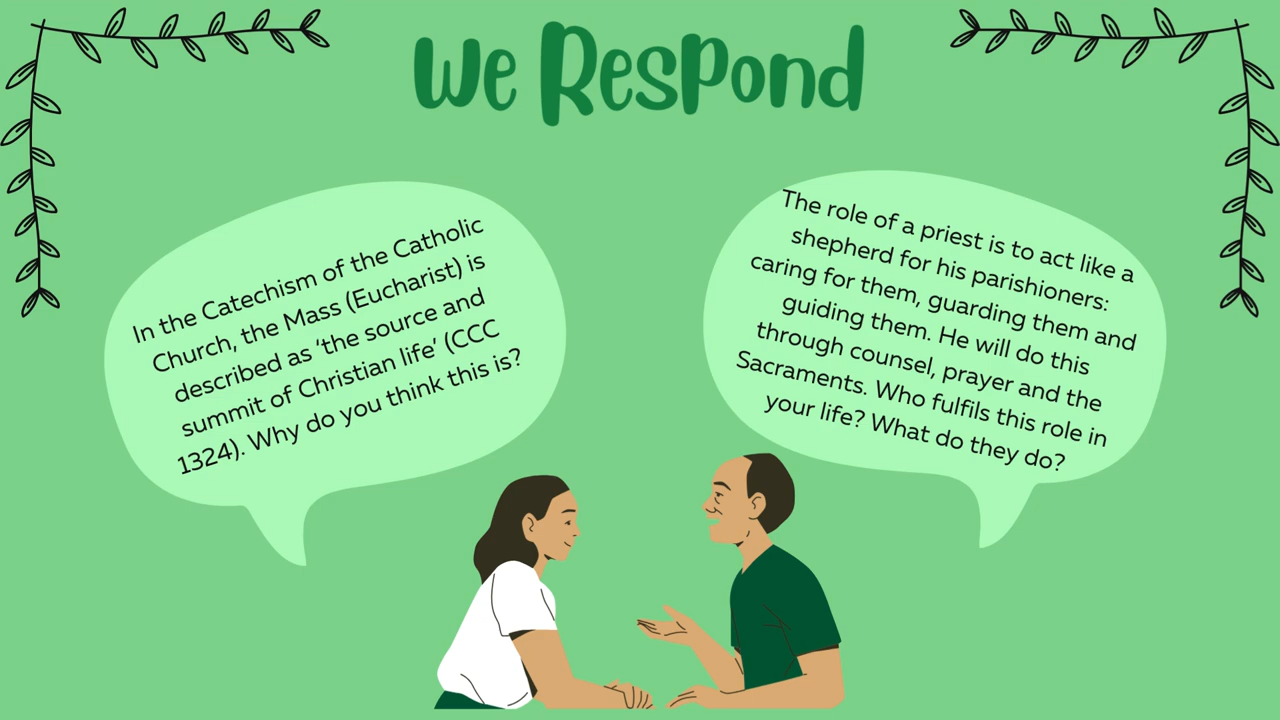 We Respond
In the Catechism of the Catholic
Church, the Mass (Eucharist) is
described as ‘the source and
summit of Christian life’ (CCC
1324). Why do you think this is?
The role of a priest is to act like a
shepherd for his parishioners:
caring for them, guarding them and
guiding them. He will do this
through counsel, prayer and the
Sacraments. Who fulfils this role in
your life? What do they do?